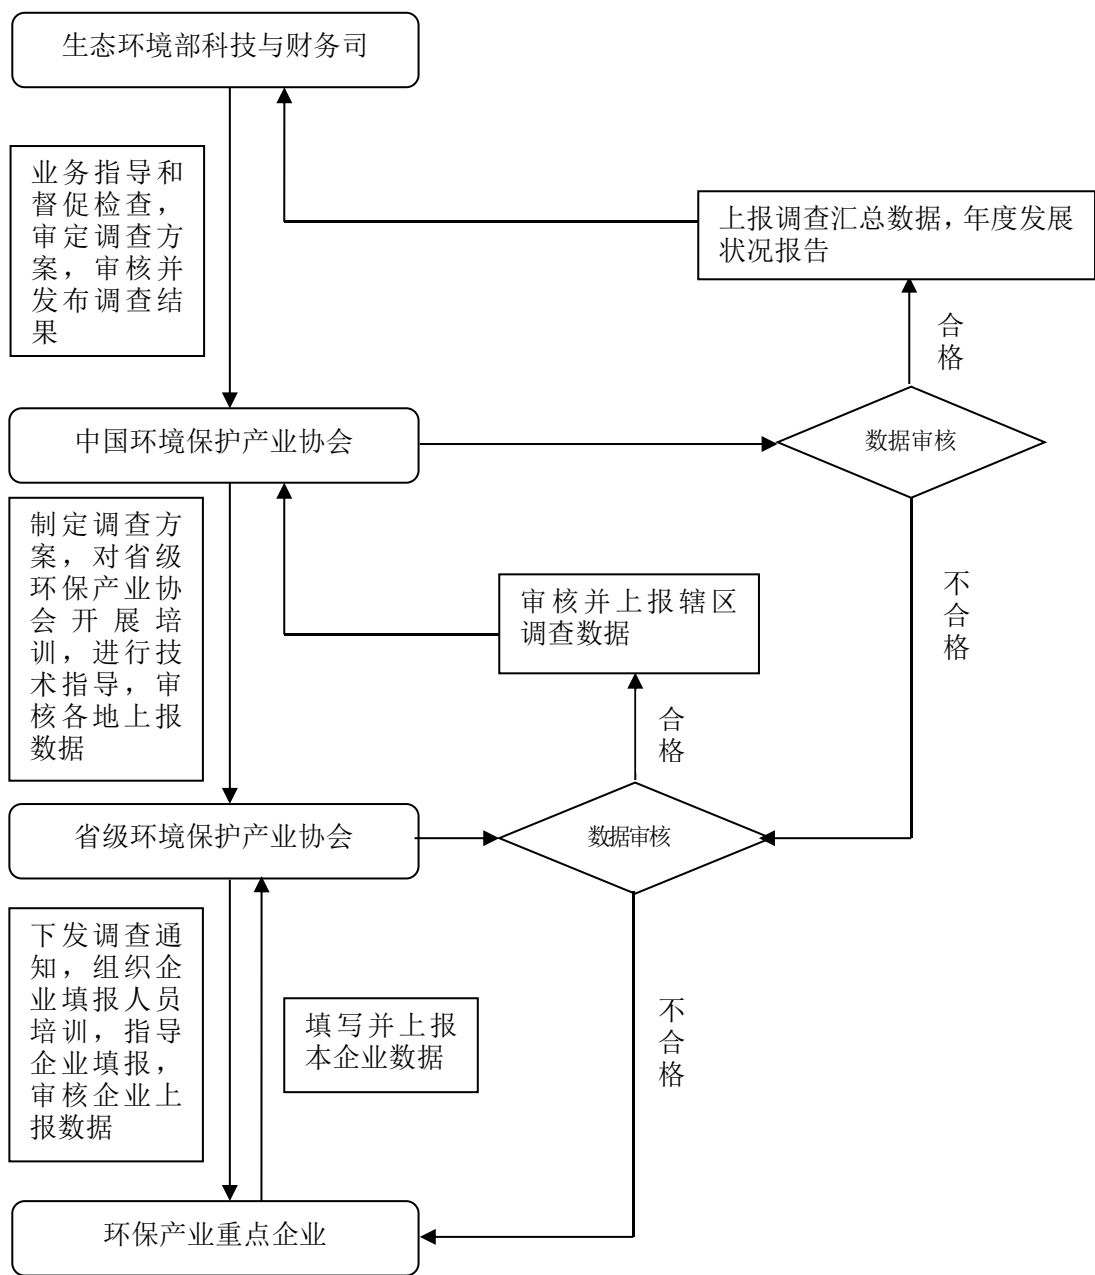 生态环境部科技与财务司
业务指导和
督促检查，
审定调查方
案，审核并
发布调查结
果
上报调查汇总数据，年度发展
状况报告
合
格
中国环境保护产业协会
数据审核
制定调查方
案，对省级
环保产业协
会开展培
训，进行技
术指导，审
核各地上报
数据
审核并上报辖区
调查数据
不
合
格
合
格
省级环境保护产业协会
数据审核
下发调查通
知，组织企
业填报人员
培训，指导
企业填报，
审核企业上
报数据
填写并上报
本企业数据
不
合
格
环保产业重点企业